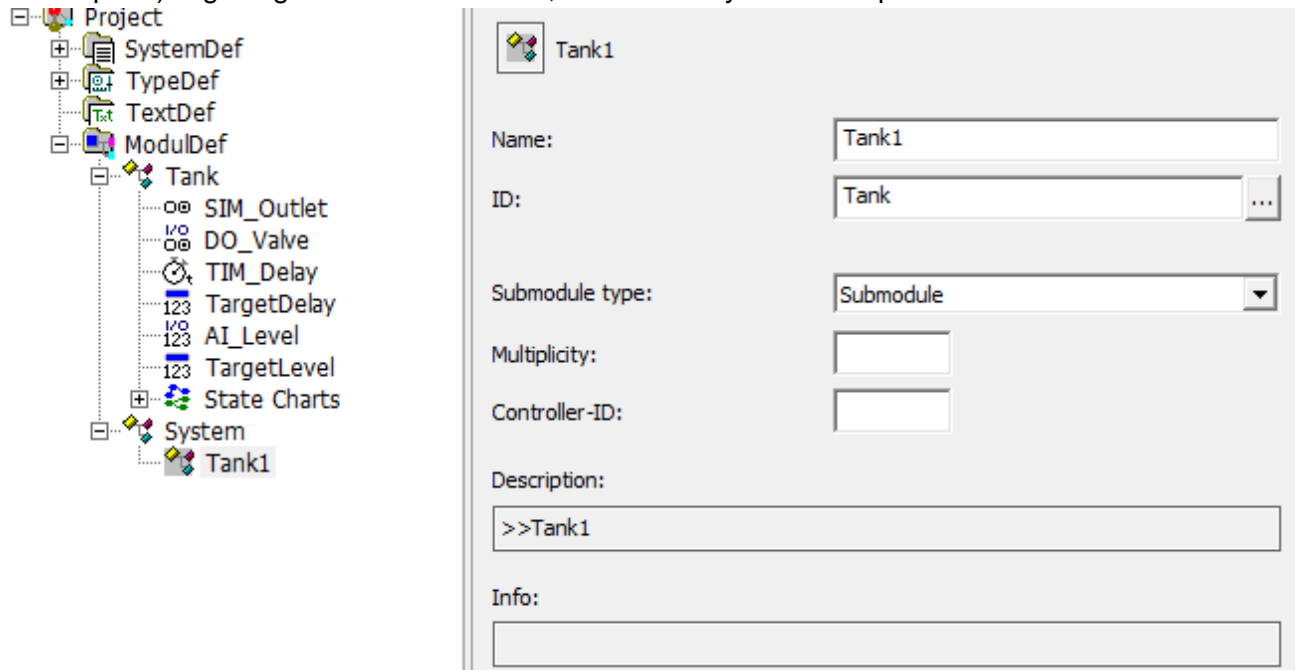 Project
SystemDef
TypeDef
TextDef
ModulDef
Tank
SIM_Outlet
DO_Valve
TIM_Delay
TargetDelay
AI_Level
TargetLevel
State Charts
System
Tank1
Tank1
Name: Tank1
ID: Tank ...
Submodule type: Submodule
Multiplicity:
Controller-ID:
Description:
>>Tank1
Info: